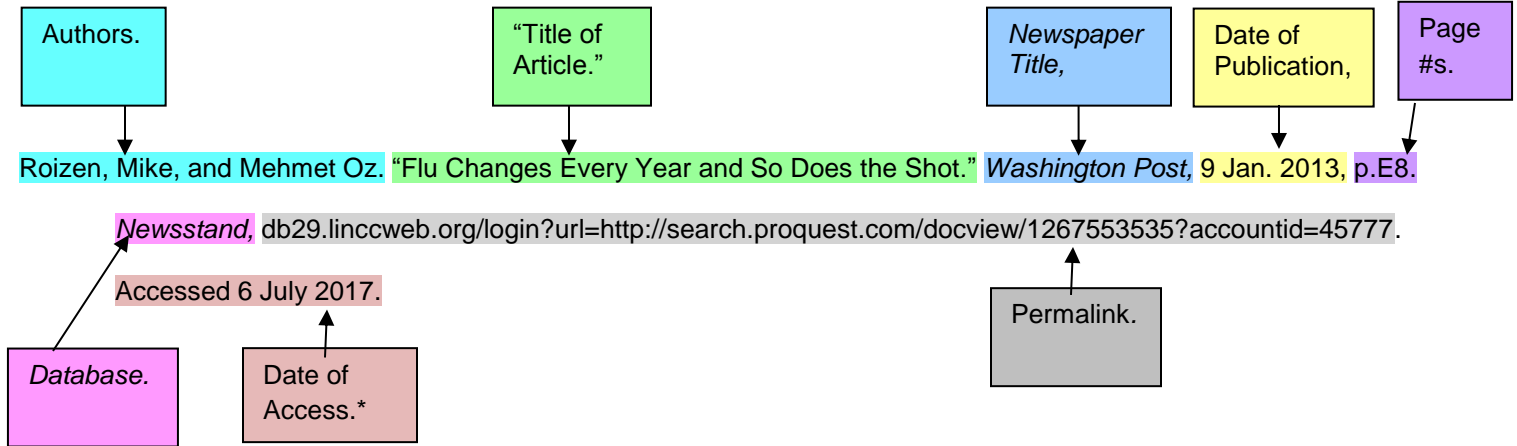 Authors.
“Title of
Article.”
Newspaper
Title,
Date of
Publication,
Page
#s.
Roizen, Mike, and Mehmet Oz. “Flu Changes Every Year and So Does the Shot.” Washington Post, 9 Jan. 2013, p.E8.
Newsstand, db29.linccweb.org/login?url=http://search.proquest.com/docview/1267553535?accountid=45777.
Accessed 6 July 2017.
Permalink.
Database.
Date of
Access.*